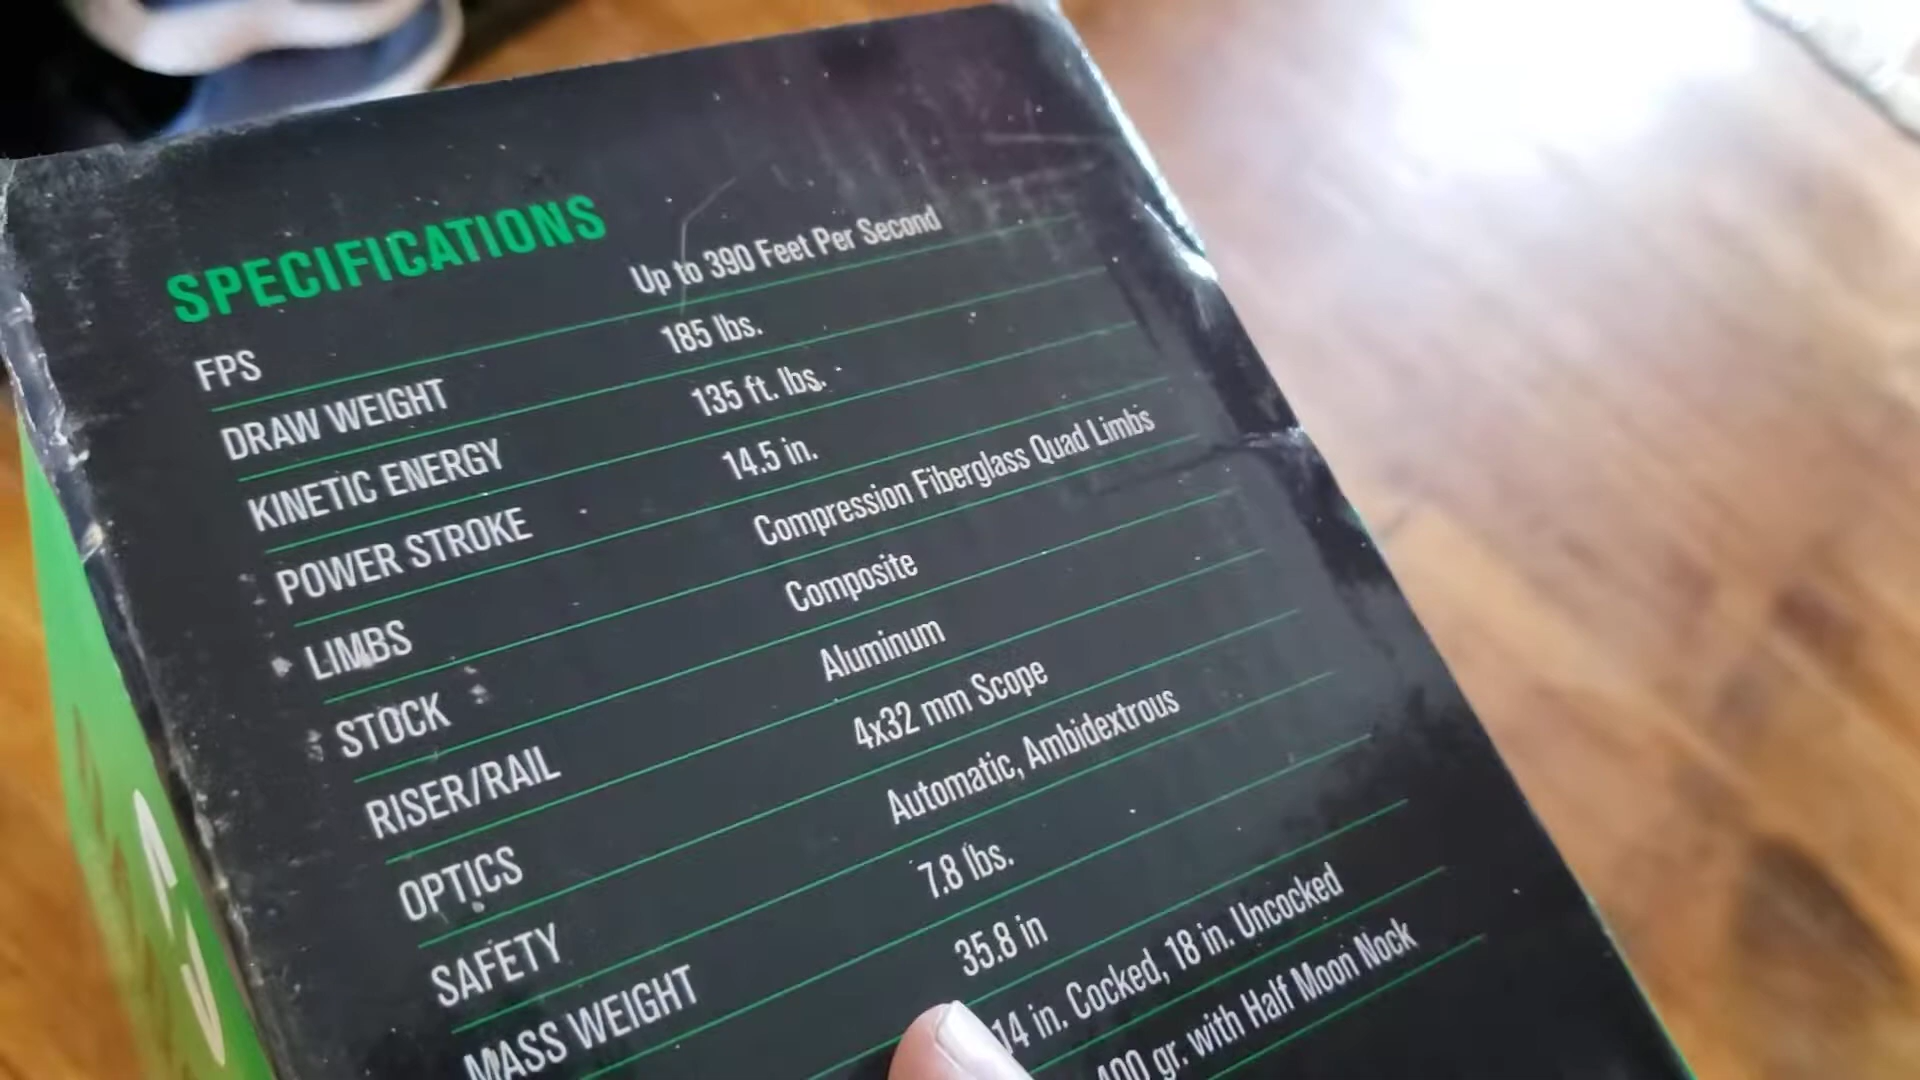 SPECIFICATIONS
FPS Up to 390 Feet Per Second
DRAW WEIGHT 185 lbs.
KINETIC ENERGY 135 ft. lbs.
POWER STROKE 14.5 in.
LIMBS Compression Fiberglass Quad Limbs
STOCK Composite
RISER/RAIL Aluminum
OPTICS 4x32 mm Scope
SAFETY Automatic, Ambidextrous
MASS WEIGHT 7.8 lbs.
35.8 in
14 in. Cocked, 18 in. Uncocked
400 gr. with Half Moon Nock